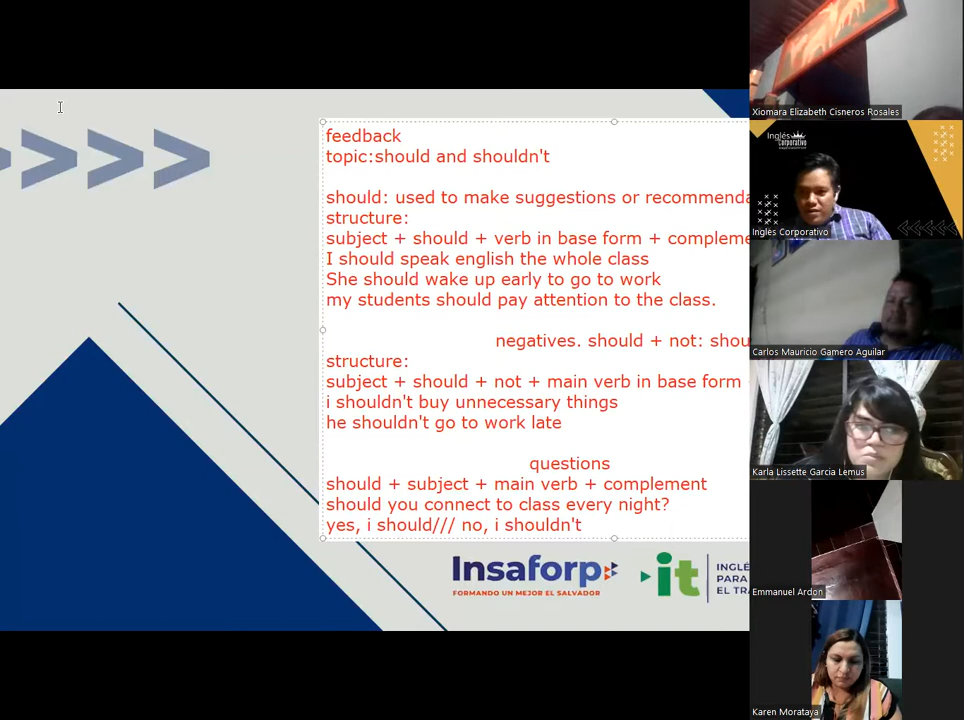 feedback
topic:should and shouldn't
should: used to make suggestions or recommenda
structure:
subject + should + verb in base form + compleme
I should speak english the whole class
She should wake up early to go to work
my students should pay attention to the class.
negatives. should + not: shou
structure:
subject + should + not + main verb in base form
i shouldn't buy unnecessary things
he shouldn't go to work late
questions
should + subject + main verb + complement
should you connect to class every night?
yes, i should/// no, i shouldn't
Insaforp
FORMANDO UN MEJOR EL SALVADOR
it
INGLÉ
PARA
EL TRA
Xiomara Elizabeth Cisneros Rosales
Inglés
Corporativo
Inglés Corporativo
Carlos Mauricio Gamero Aguilar
Karla Lissette Garcia Lemus
Emmanuel Ardon
Karen Morataya